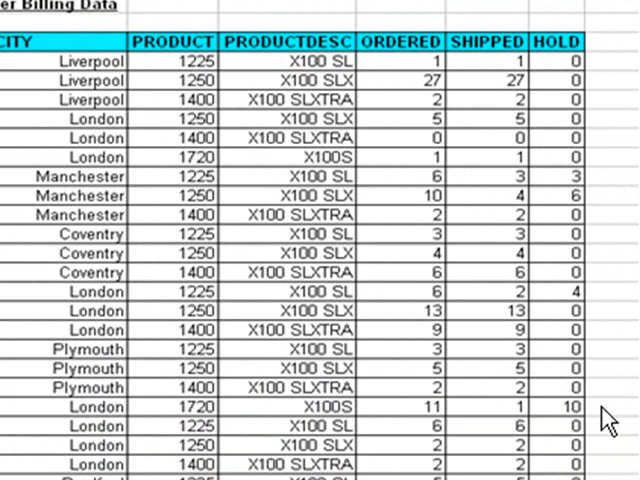 er Billing Data
CITY PRODUCT PRODUCTDESC ORDERED SHIPPED HOLD
Liverpool 1225 X100 SL 1 1 0
Liverpool 1250 X100 SLX 27 27 0
Liverpool 1400 X100 SLXTRA 2 2 0
London 1250 X100 SLX 5 5 0
London 1400 X100 SLXTRA 0 0 0
London 1720 X100S 1 1 0
Manchester 1225 X100 SL 6 3 3
Manchester 1250 X100 SLX 10 4 6
Manchester 1400 X100 SLXTRA 2 2 0
Coventry 1225 X100 SL 3 3 0
Coventry 1250 X100 SLX 4 4 0
Coventry 1400 X100 SLXTRA 6 6 0
London 1225 X100 SL 6 2 4
London 1250 X100 SLX 13 13 0
London 1400 X100 SLXTRA 9 9 0
Plymouth 1225 X100 SL 3 3 0
Plymouth 1250 X100 SLX 5 5 0
Plymouth 1400 X100 SLXTRA 2 2 0
London 1720 X100S 11 1 10
London 1225 X100 SL 6 6 0
London 1250 X100 SLX 2 2 0
London 1400 X100 SLXTRA 2 2 0